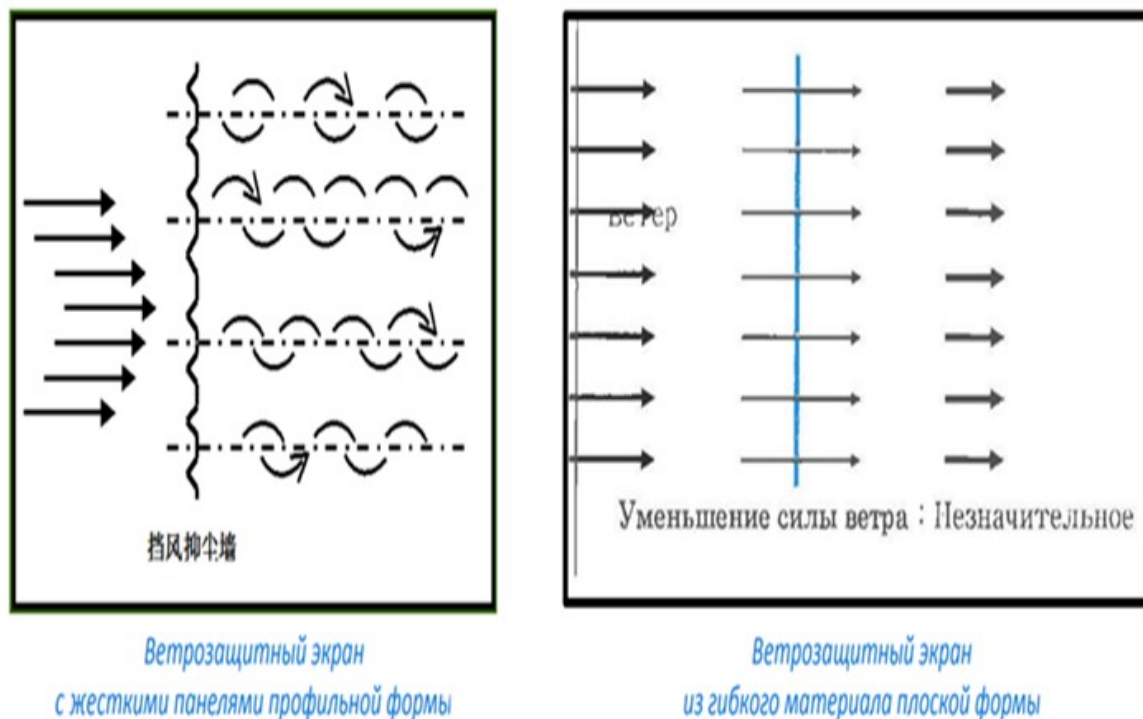 挡风抑尘墙
Ветер
Уменьшение силы ветра : Незначительное
Ветрозащитный экран
с жесткими панелями профильной формы
Ветрозащитный экран
из гибкого материала плоской формы